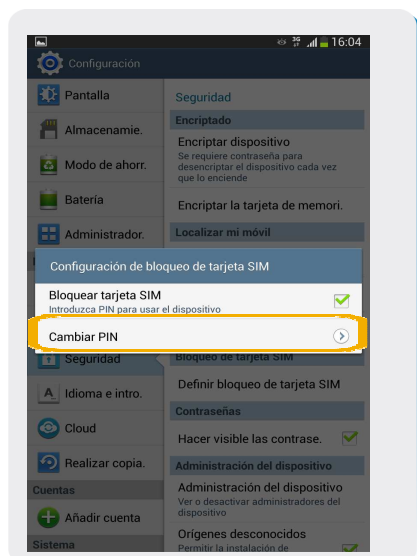 3G
16:04
Configuración
Pantalla
Almacenamie.
Modo de ahorr.
Batería
Administrador.
Seguridad
Idioma e intro.
Cloud
Realizar copia.
Cuentas
Añadir cuenta
Sistema
Seguridad
Encriptado
Encriptar dispositivo
Se requiere contraseña para
desencriptar el dispositivo cada vez
que lo enciende
Encriptar la tarjeta de memori.
Localizar mi móvil
Configuración de bloqueo de tarjeta SIM
Bloquear tarjeta SIM
Introduzca PIN para usar el dispositivo
Cambiar PIN
Bloqueo de tarjeta SIM
Definir bloqueo de tarjeta SIM
Contraseñas
Hacer visible las contrase.
Administración del dispositivo
Administración del dispositivo
Ver o desactivar administradores del
dispositivo
Orígenes desconocidos
Permitir la instalación de